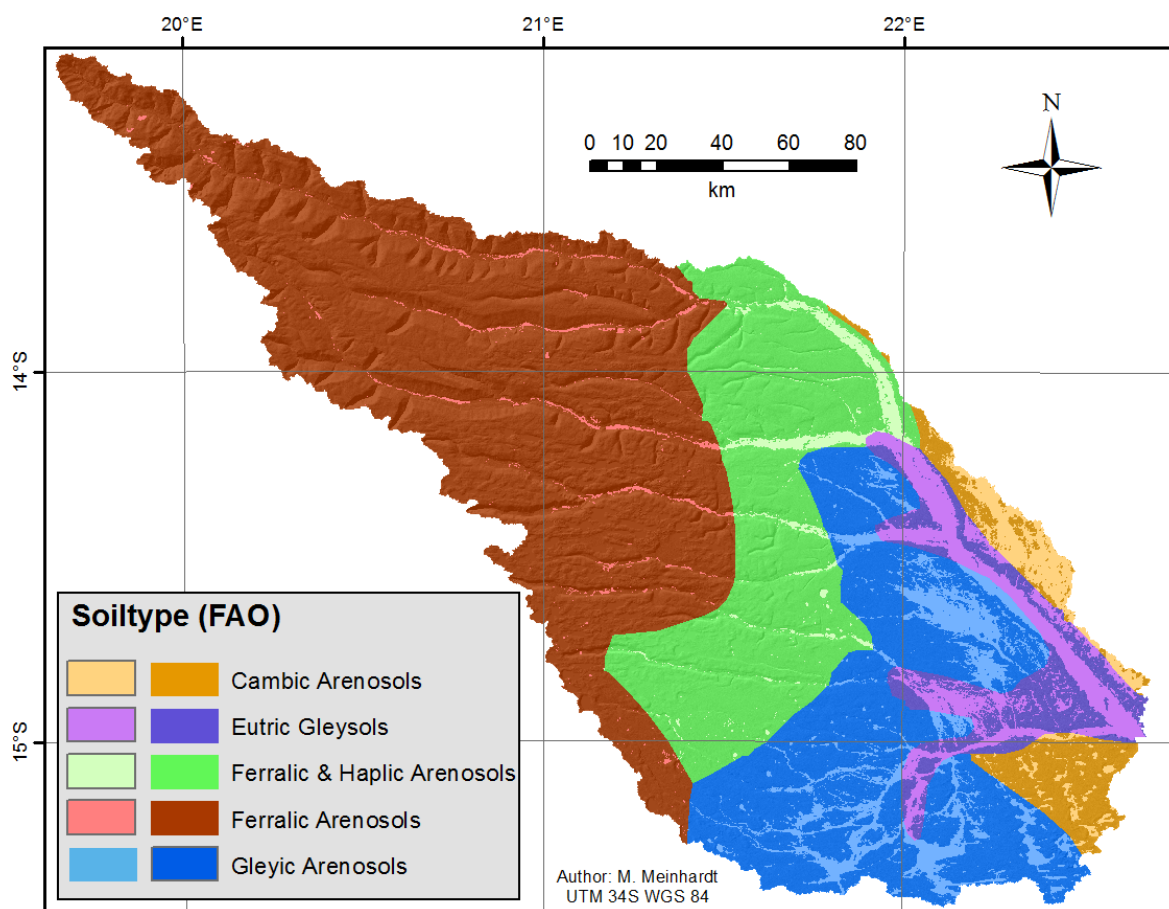 20°E 21°E 22°E
N
0 10 20 40 60 80
km
14°S
15°S
Soiltype (FAO)
Cambic Arenosols
Eutric Gleysols
Ferralic & Haplic Arenosols
Ferralic Arenosols
Gleyic Arenosols
Author: M. Meinhardt
UTM 34S WGS 84